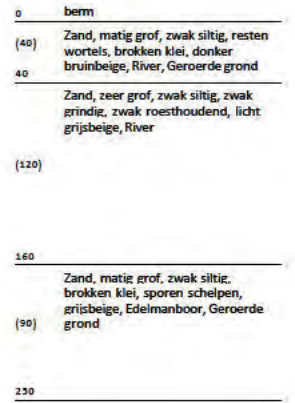 0 berm
(40) Zand, matig grof, zwak siltig, resten
wortels, brokken klei, donker
bruinbeige, River, Geroerde grond
40
Zand, zeer grof, zwak siltig, zwak
grindig, zwak roesthoudend, licht
grijsbeige, River
(120)
160
Zand, matig grof, zwak siltig,
brokken klei, sporen schelpen,
grijsbeige, Edelmanboor, Geroerde
(90) grond
250